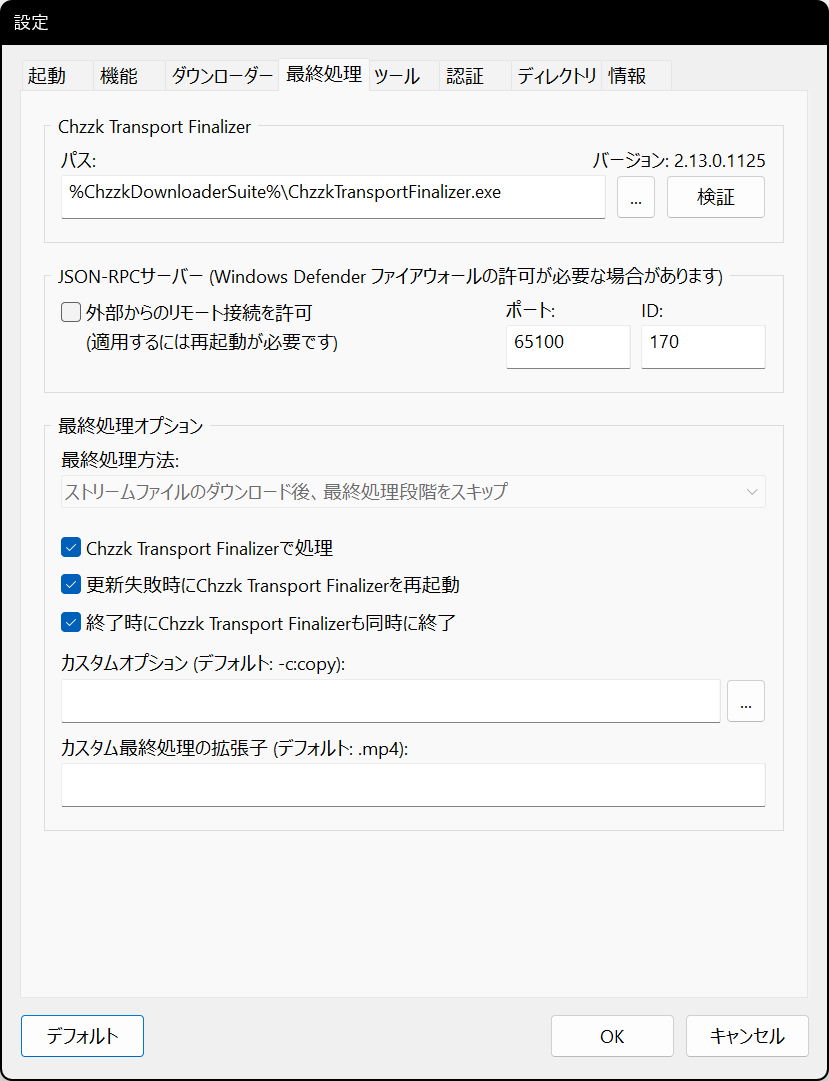 設定
起動 機能 ダウンローダー 最終処理 ツール 認証 ディレクトリ 情報
Chzzk Transport Finalizer
パス: バージョン: 2.13.0.1125
%ChzzkDownloaderSuite%\ChzzkTransportFinalizer.exe ... 検証
JSON-RPCサーバー (Windows Defender ファイアウォールの許可が必要な場合があります)
外部からのリモート接続を許可 ポート: ID:
(適用するには再起動が必要です) 65100 170
最終処理オプション
最終処理方法:
ストリームファイルのダウンロード後、最終処理段階をスキップ
Chzzk Transport Finalizerで処理
更新失敗時にChzzk Transport Finalizerを再起動
終了時にChzzk Transport Finalizerも同時に終了
カスタムオプション (デフォルト: -c:copy):
...
カスタム最終処理の拡張子 (デフォルト: .mp4):
デフォルト OK キャンセル